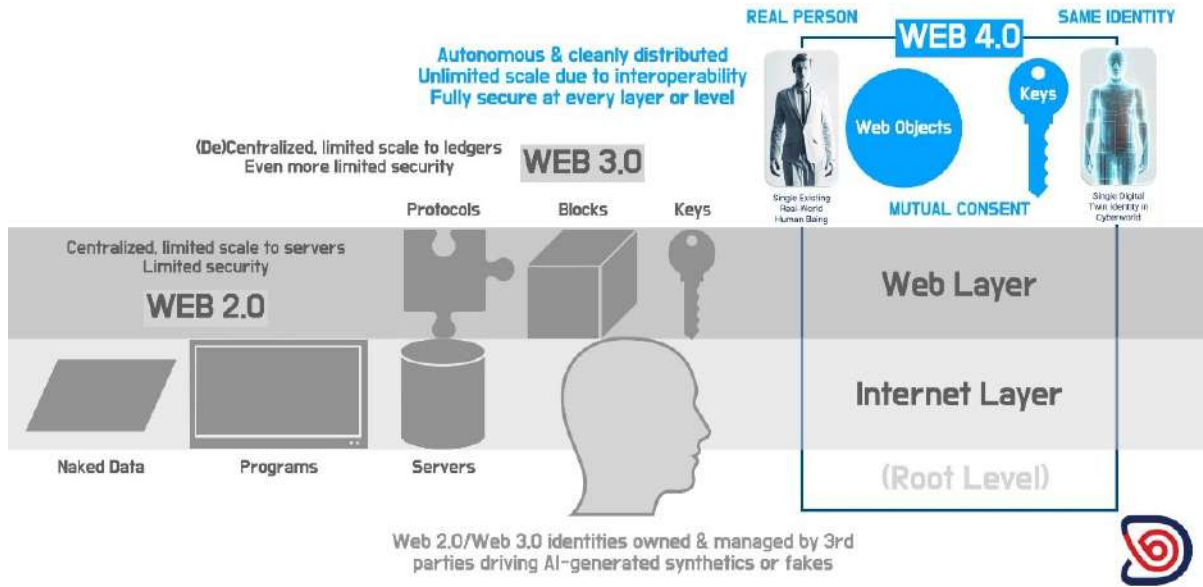 REAL PERSON
WEB 4.0
SAME IDENTITY
Autonomous & cleanly distributed
Unlimited scale due to interoperability
Fully secure at every layer or level
Web Objects
Keys
Single Existing
Real-World
Human Being
MUTUAL CONSENT
Single Digital
Twin Identity in
Cyberworld
(De)Centralized, limited scale to ledgers
Even more limited security
WEB 3.0
Protocols
Blocks
Keys
Centralized, limited scale to servers
Limited security
WEB 2.0
Web Layer
Internet Layer
Naked Data
Programs
Servers
(Root Level)
Web 2.0/Web 3.0 identities owned & managed by 3rd
parties driving AI-generated synthetics or fakes